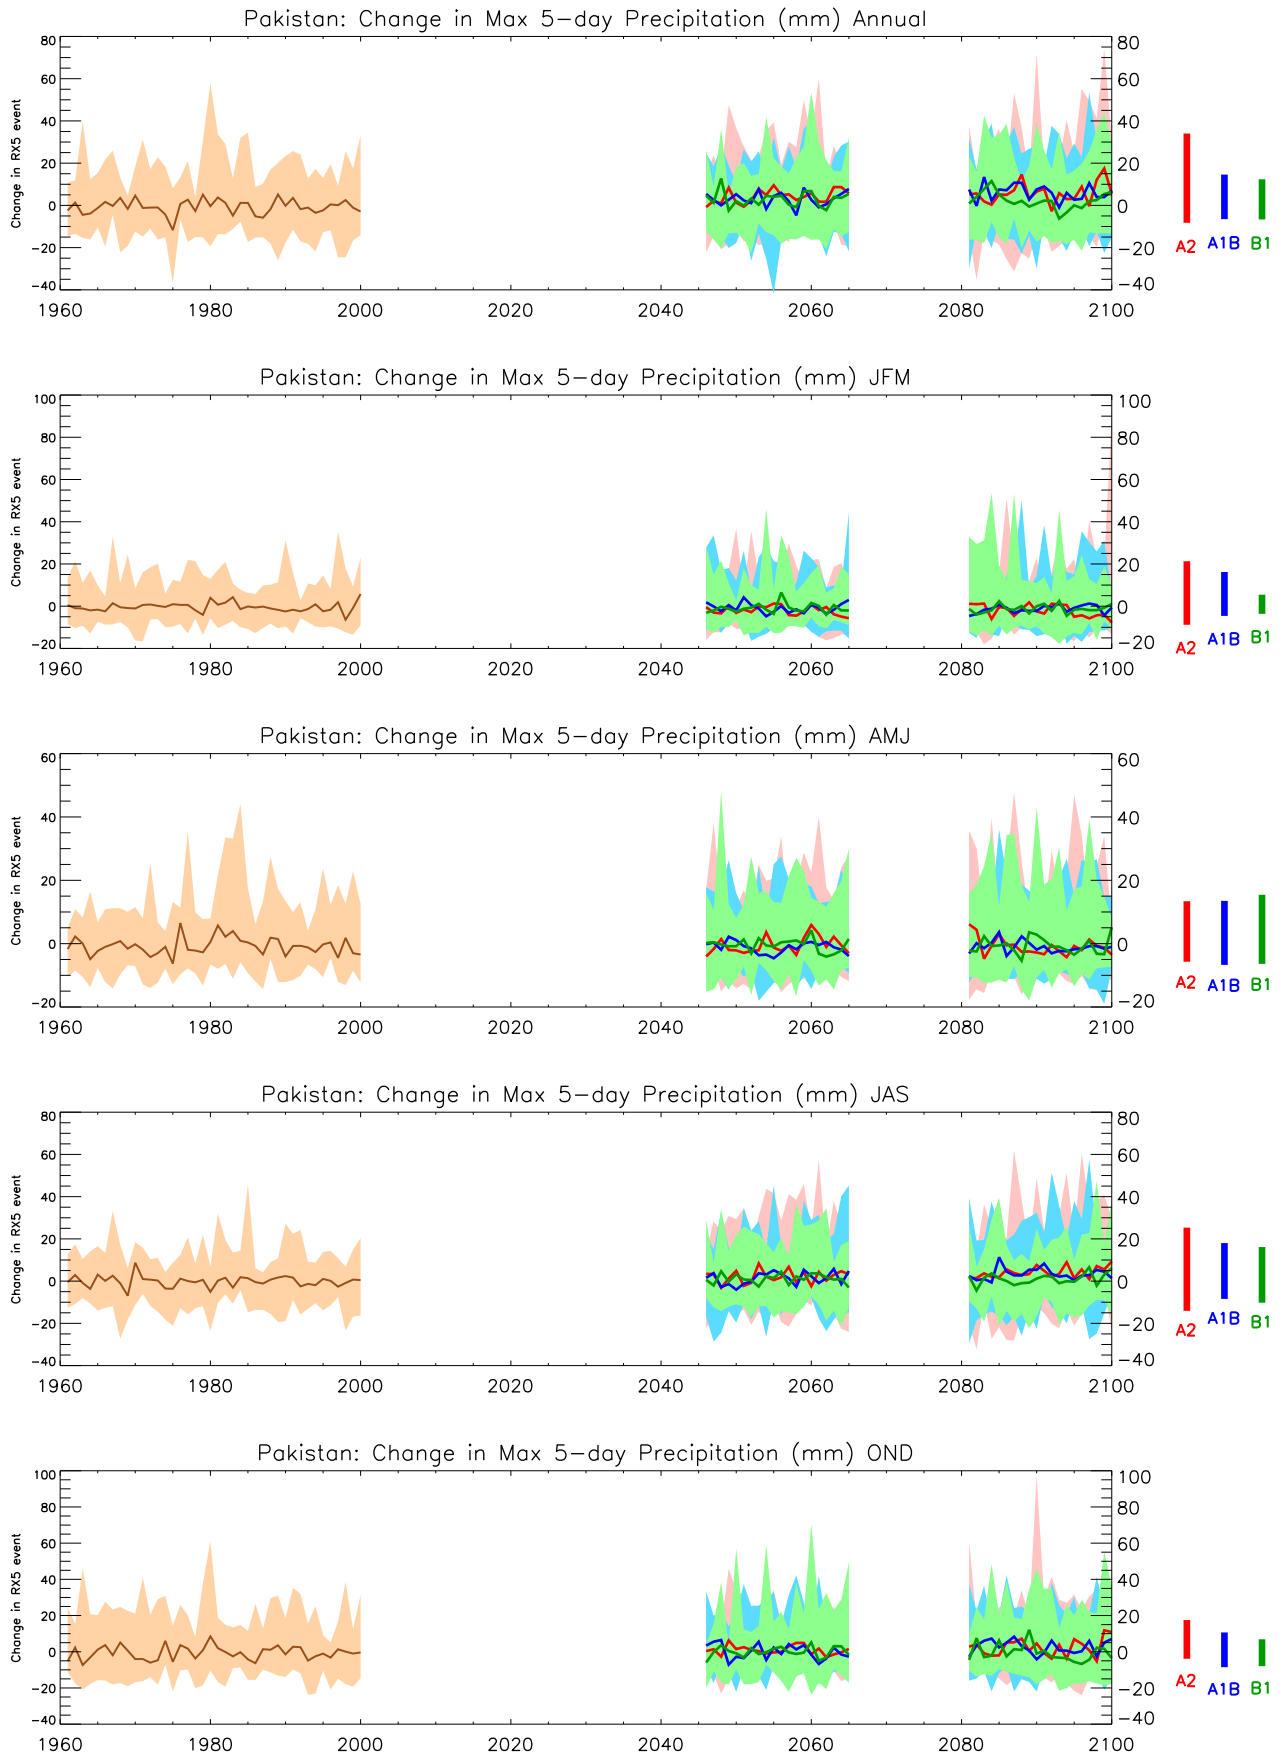 Pakistan: Change in Max 5-day Precipitation (mm) Annual
Change in RX5 event
80 60 40 20 0 -20 -40
80 60 40 20 0 -20 -40
1960 1980 2000 2020 2040 2060 2080 2100
A2 A1B B1
Pakistan: Change in Max 5-day Precipitation (mm) JFM
Change in RX5 event
100 80 60 40 20 0 -20
100 80 60 40 20 0 -20
1960 1980 2000 2020 2040 2060 2080 2100
A2 A1B B1
Pakistan: Change in Max 5-day Precipitation (mm) AMJ
Change in RX5 event
60 40 20 0 -20
60 40 20 0 -20
1960 1980 2000 2020 2040 2060 2080 2100
A2 A1B B1
Pakistan: Change in Max 5-day Precipitation (mm) JAS
Change in RX5 event
80 60 40 20 0 -20 -40
80 60 40 20 0 -20 -40
1960 1980 2000 2020 2040 2060 2080 2100
A2 A1B B1
Pakistan: Change in Max 5-day Precipitation (mm) OND
Change in RX5 event
100 80 60 40 20 0 -20 -40
100 80 60 40 20 0 -20 -40
1960 1980 2000 2020 2040 2060 2080 2100
A2 A1B B1